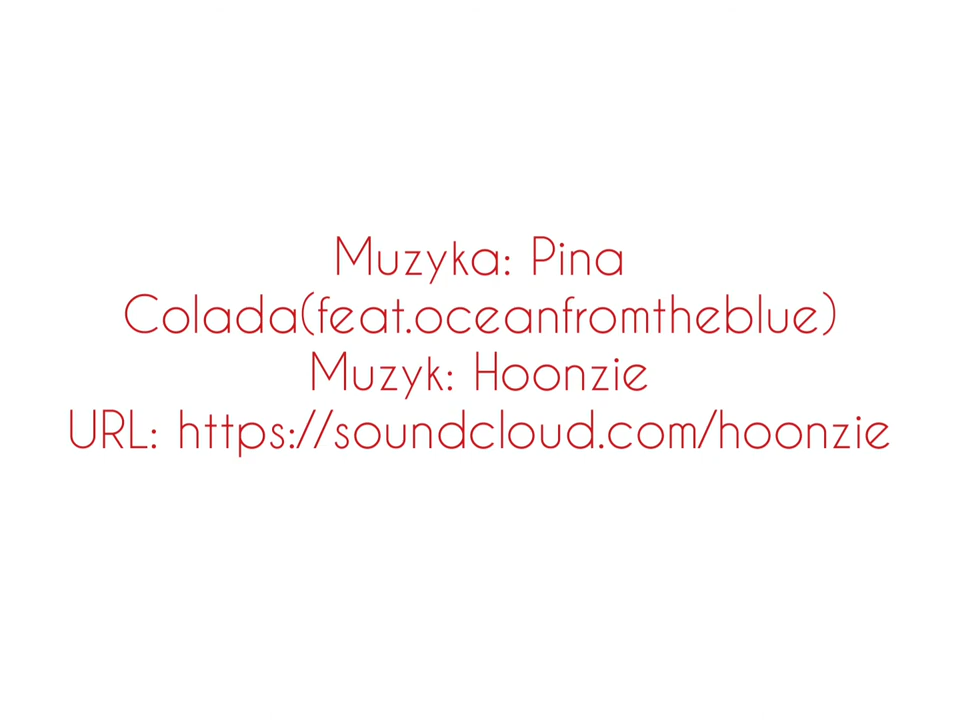 Muzyka: Pina
Colada(feat.oceanfromtheblue)
Muzyk: Hoonzie
URL: https://soundcloud.com/hoonzie